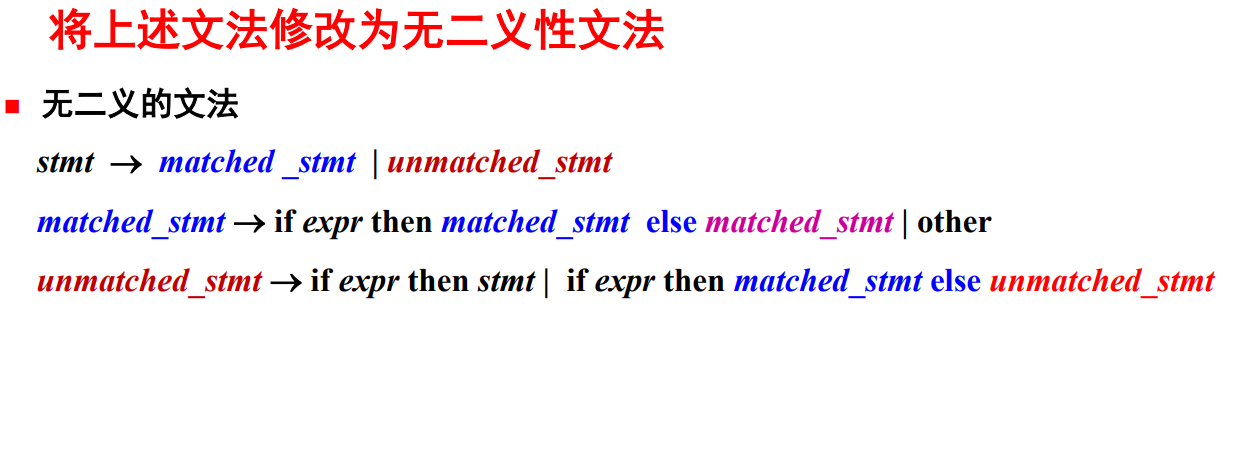 将上述文法修改为无二义性文法
■ 无二义的文法
stmt → matched _stmt | unmatched_stmt
matched_stmt → if expr then matched_stmt else matched_stmt | other
unmatched_stmt → if expr then stmt | if expr then matched_stmt else unmatched_stmt